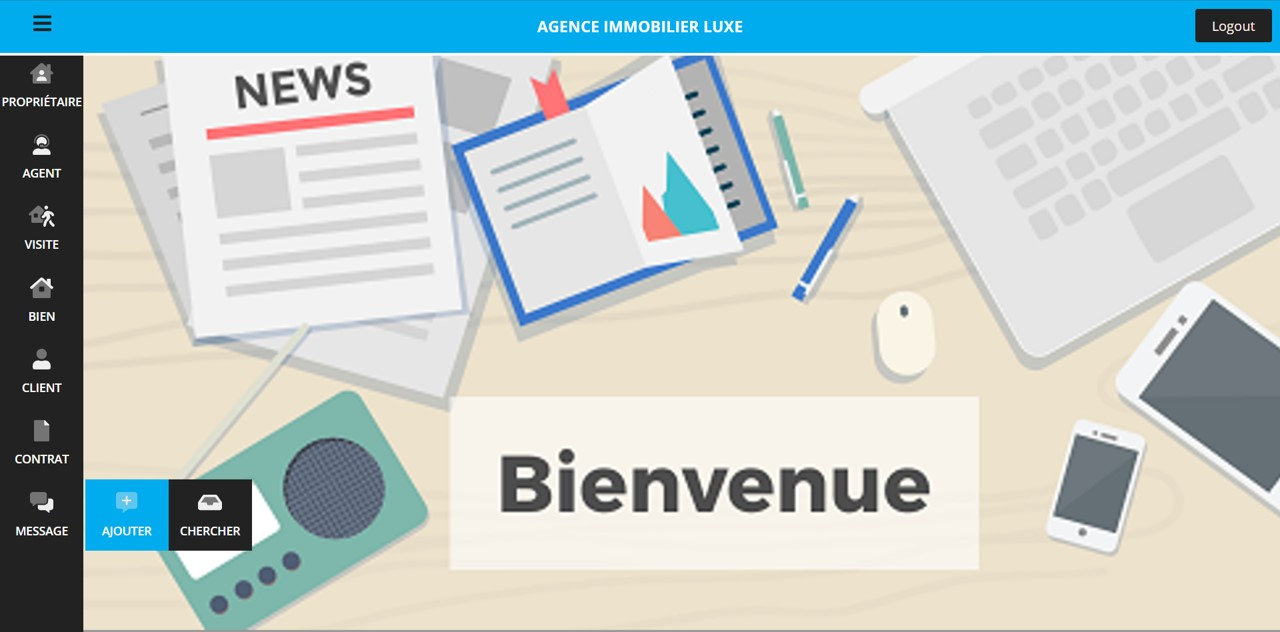 AGENCE IMMOBILIER LUXE
Logout
PROPRIÉTAIRE
AGENT
VISITE
BIEN
CLIENT
CONTRAT
MESSAGE
AJOUTER
CHERCHER
NEWS
Bienvenue